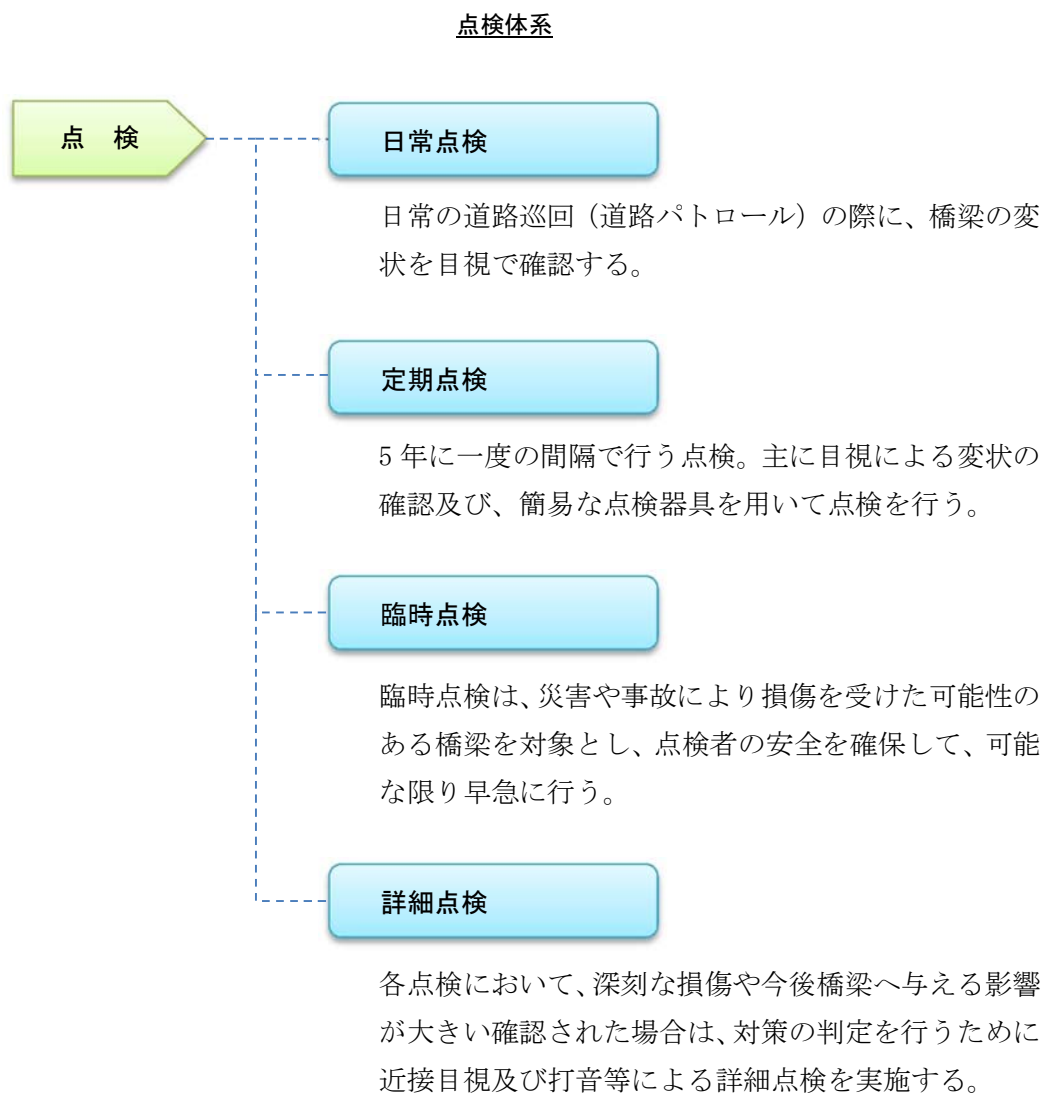 点検体系
点 検
日常点検
日常の道路巡回（道路パトロール）の際に、橋梁の変
状を目視で確認する。
定期点検
5 年に一度の間隔で行う点検。主に目視による変状の
確認及び、簡易な点検器具を用いて点検を行う。
臨時点検
臨時点検は、災害や事故により損傷を受けた可能性の
ある橋梁を対象とし、点検者の安全を確保して、可能
な限り早急に行う。
詳細点検
各点検において、深刻な損傷や今後橋梁へ与える影響
が大きい確認された場合は、対策の判定を行うために
近接目視及び打音等による詳細点検を実施する。